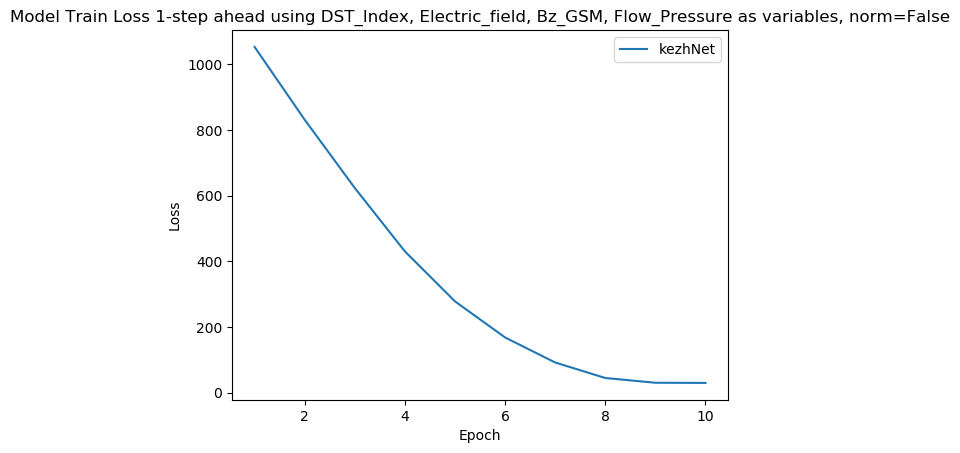 Model Train Loss 1-step ahead using DST_Index, Electric_field, Bz_GSM, Flow_Pressure as variables, norm=False
kezhNet
1000
800
600
400
200
0
Loss
2 4 6 8 10
Epoch